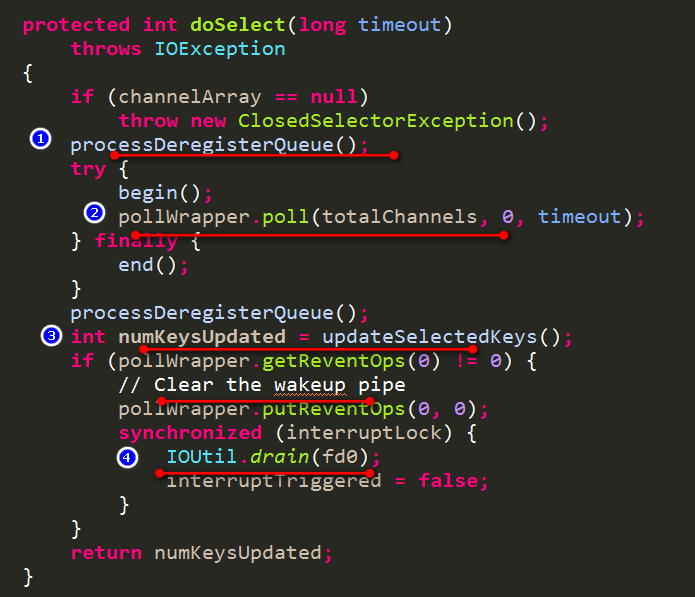 protected int doSelect(long timeout)
throws IOException
{
if (channelArray == null)
throw new ClosedSelectorException();
1 processDeregisterQueue();
try {
begin();
2 pollWrapper.poll(totalChannels, 0, timeout);
} finally {
end();
}
processDeregisterQueue();
3 int numKeysUpdated = updateSelectedKeys();
if (pollWrapper.getReventOps(0) != 0) {
// Clear the wakeup pipe
pollWrapper.putReventOps(0, 0);
synchronized (interruptLock) {
4 IOUtil.drain(fd0);
interruptTriggered = false;
}
}
return numKeysUpdated;
}